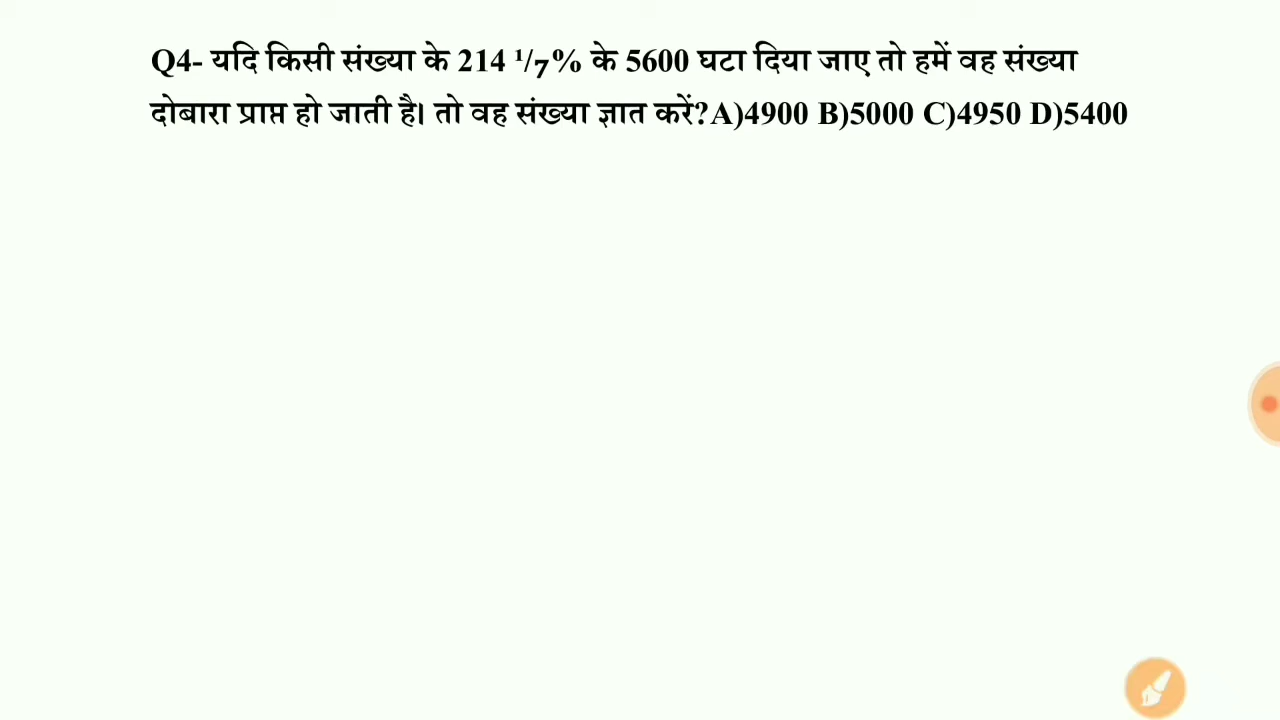 Q4- यदि किसी संख्या के 214 ¹/₇% के 5600 घटा दिया जाए तो हमें वह संख्या
दोबारा प्राप्त हो जाती है। तो वह संख्या ज्ञात करें?A)4900 B)5000 C)4950 D)5400